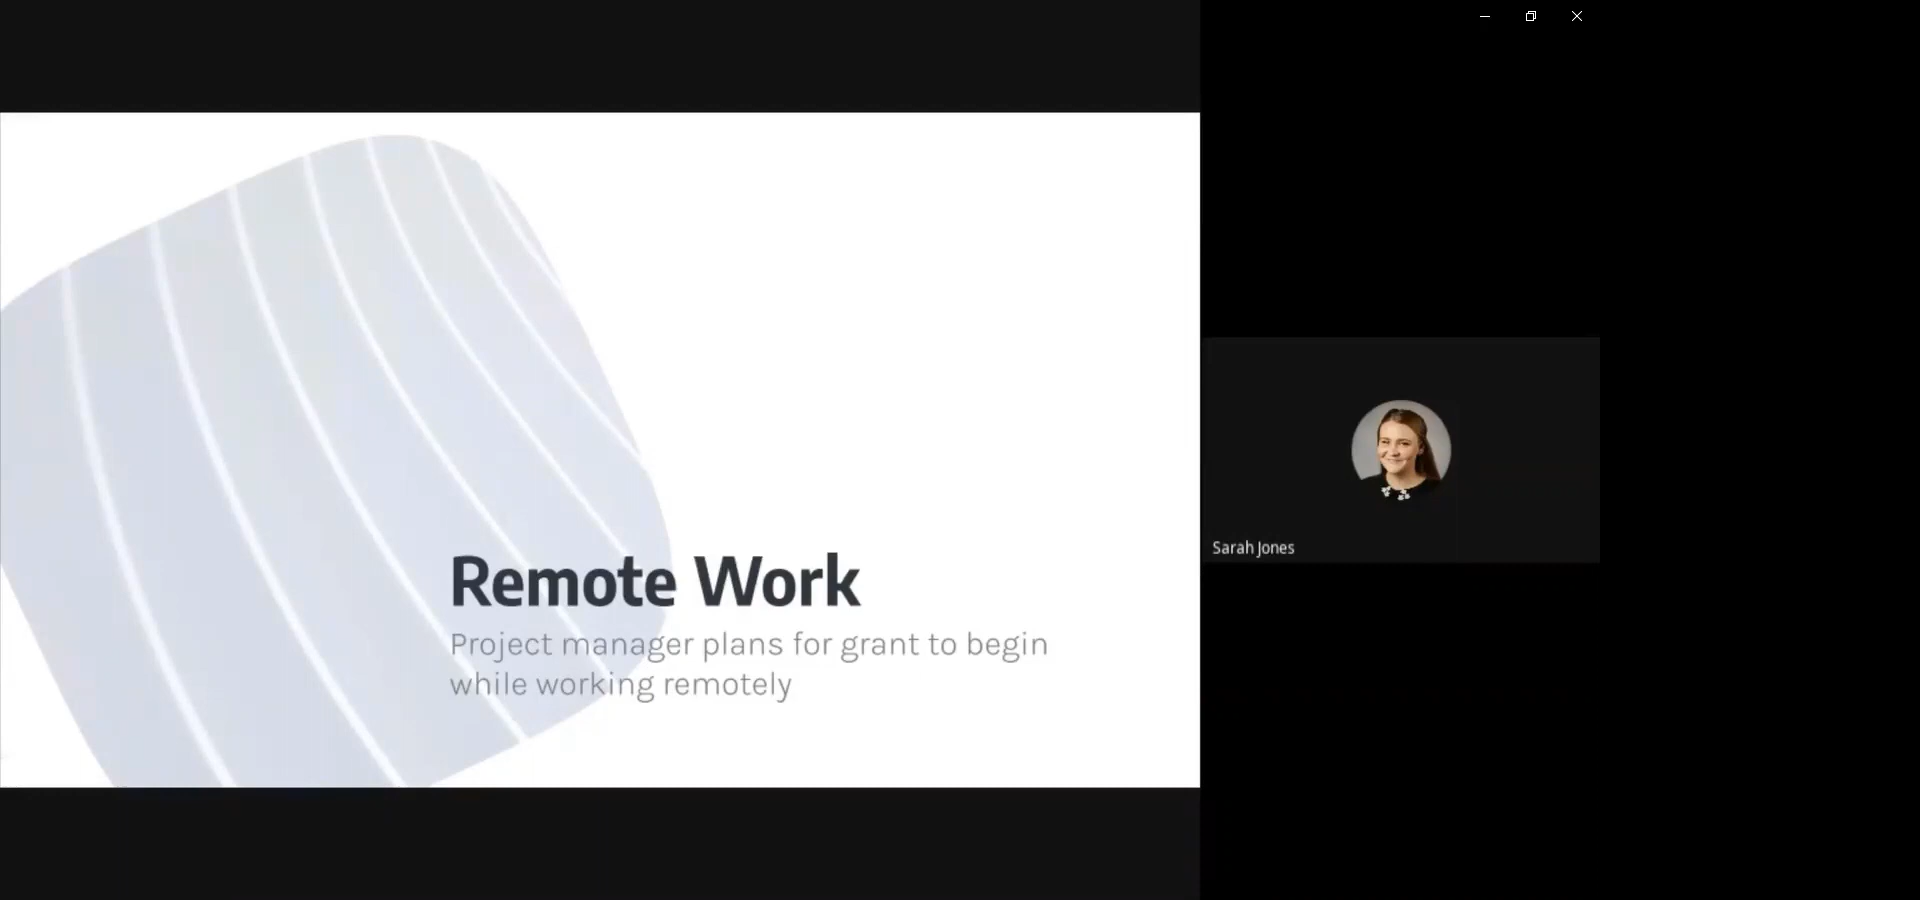 Remote Work
Project manager plans for grant to begin
while working remotely
Sarah Jones